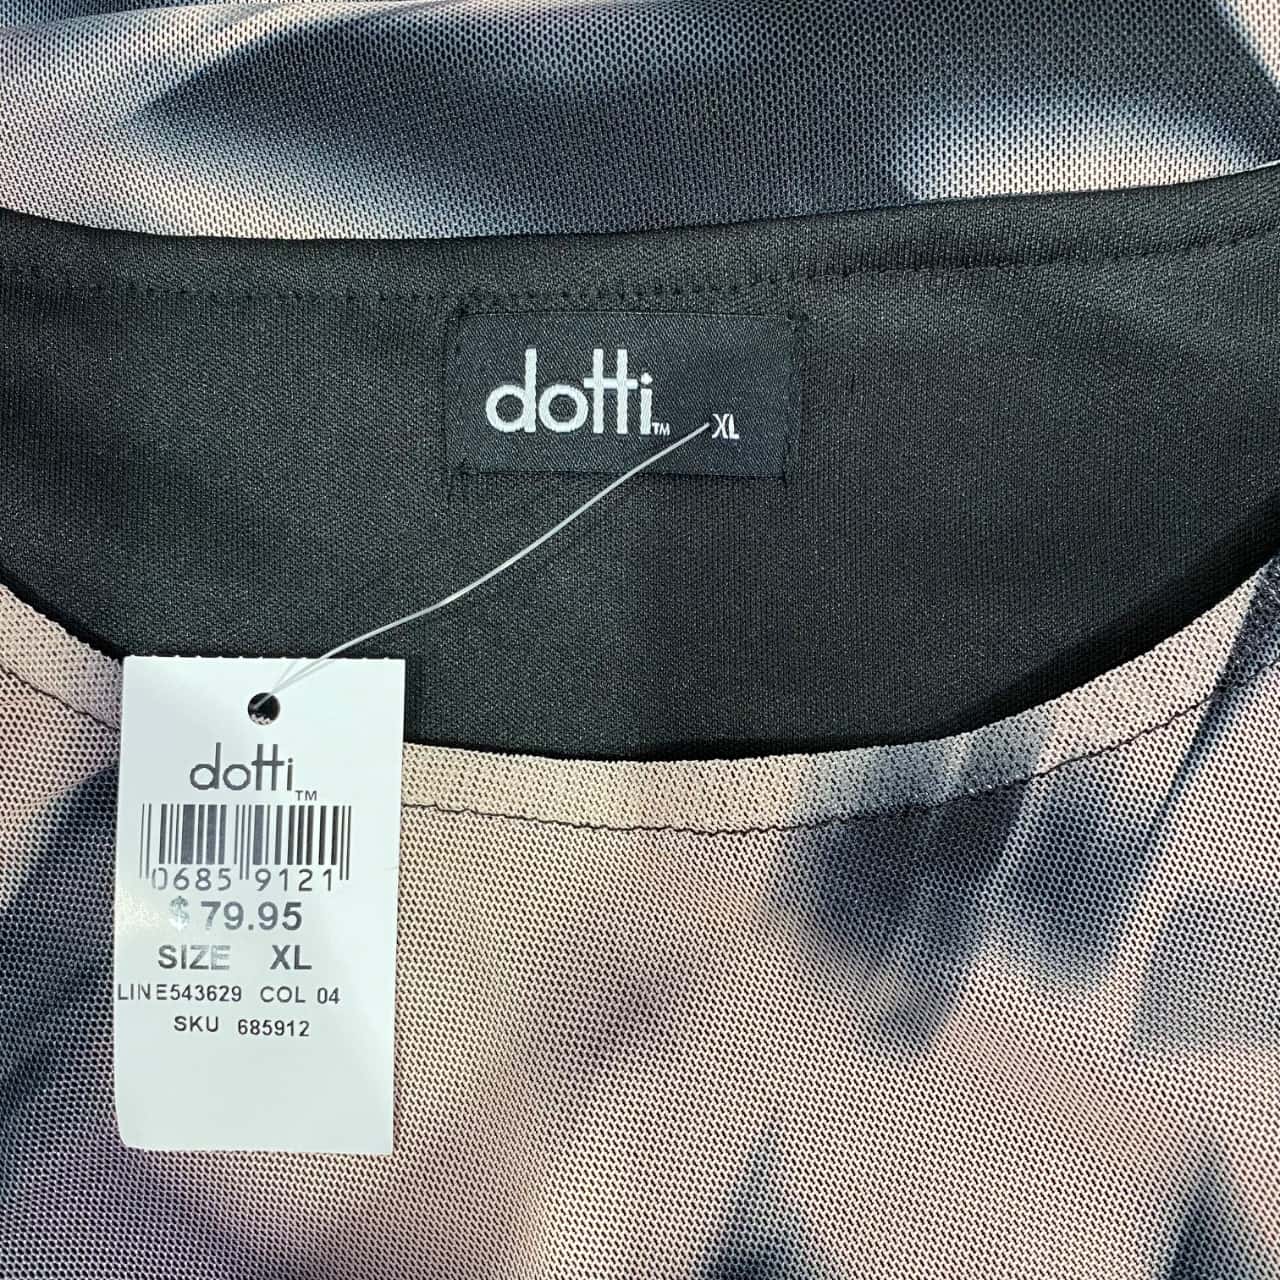 dotti™ XL
dotti™
0685 9121
$79.95
SIZE XL
LINE543629 COL 04
SKU 685912